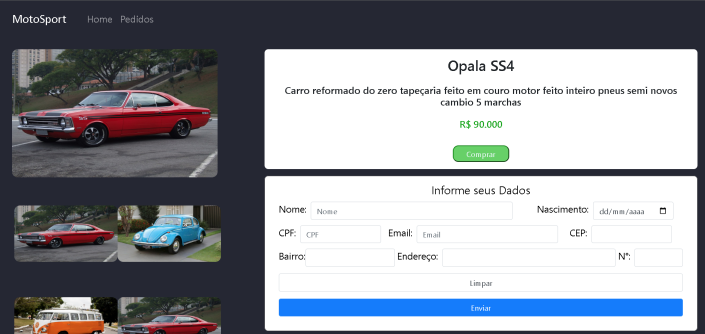 MotoSport Home Pedidos
Opala SS4
Carro reformado do zero tapeçaria feito em couro motor feito inteiro pneus semi novos
cambio 5 marchas
R$ 90.000
Comprar
Informe seus Dados
Nome: Nome Nascimento: dd/mm/aaaa
CPF: CPF Email: Email CEP:
Bairro: Endereço: N°:
Limpar
Enviar